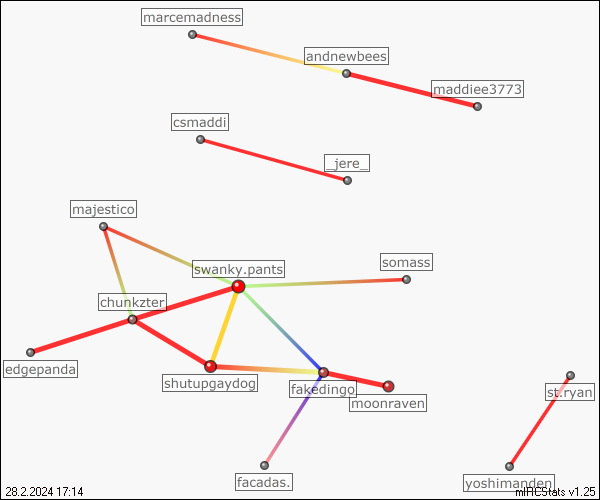 marcemadness
andnewbees
maddiee3773
csmaddi
_jere_
majestico
swanky.pants
somass
chunkzter
edgepanda
shutupgaydog
fakedingo
moonraven
st.ryan
facadas.
yoshimanden
28.2.2024 17:14
mIRCStats v1.25